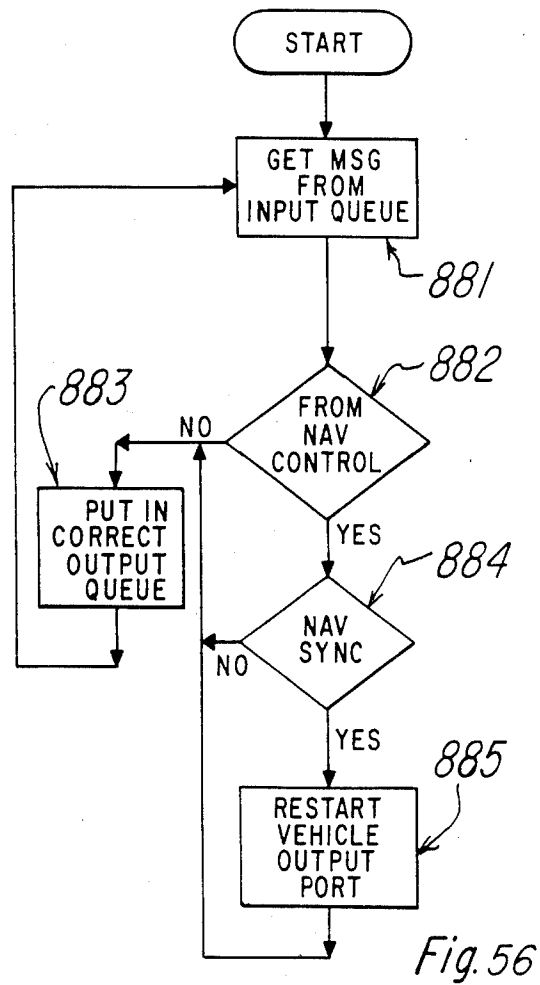 START
GET MSG
FROM
INPUT QUEUE
881
882
FROM
NAV
CONTROL
NO
883
PUT IN
CORRECT
OUTPUT
QUEUE
YES
884
NAV
SYNC
NO
YES
885
RESTART
VEHICLE
OUTPUT
PORT
Fig. 56